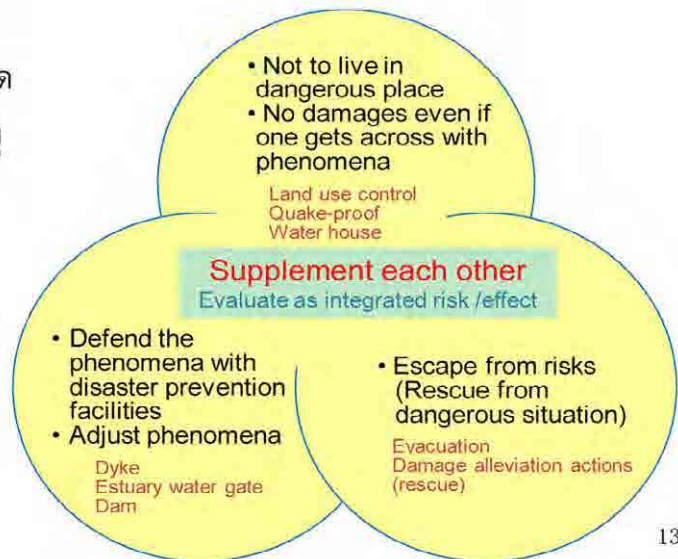 • Not to live in
dangerous place
• No damages even if
one gets across with
phenomena
Land use control
Quake-proof
Water house
Supplement each other
Evaluate as integrated risk /effect
• Defend the
phenomena with
disaster prevention
facilities
• Adjust phenomena
Dyke
Estuary water gate
Dam
• Escape from risks
(Rescue from
dangerous situation)
Evacuation
Damage alleviation actions
(rescue)
13